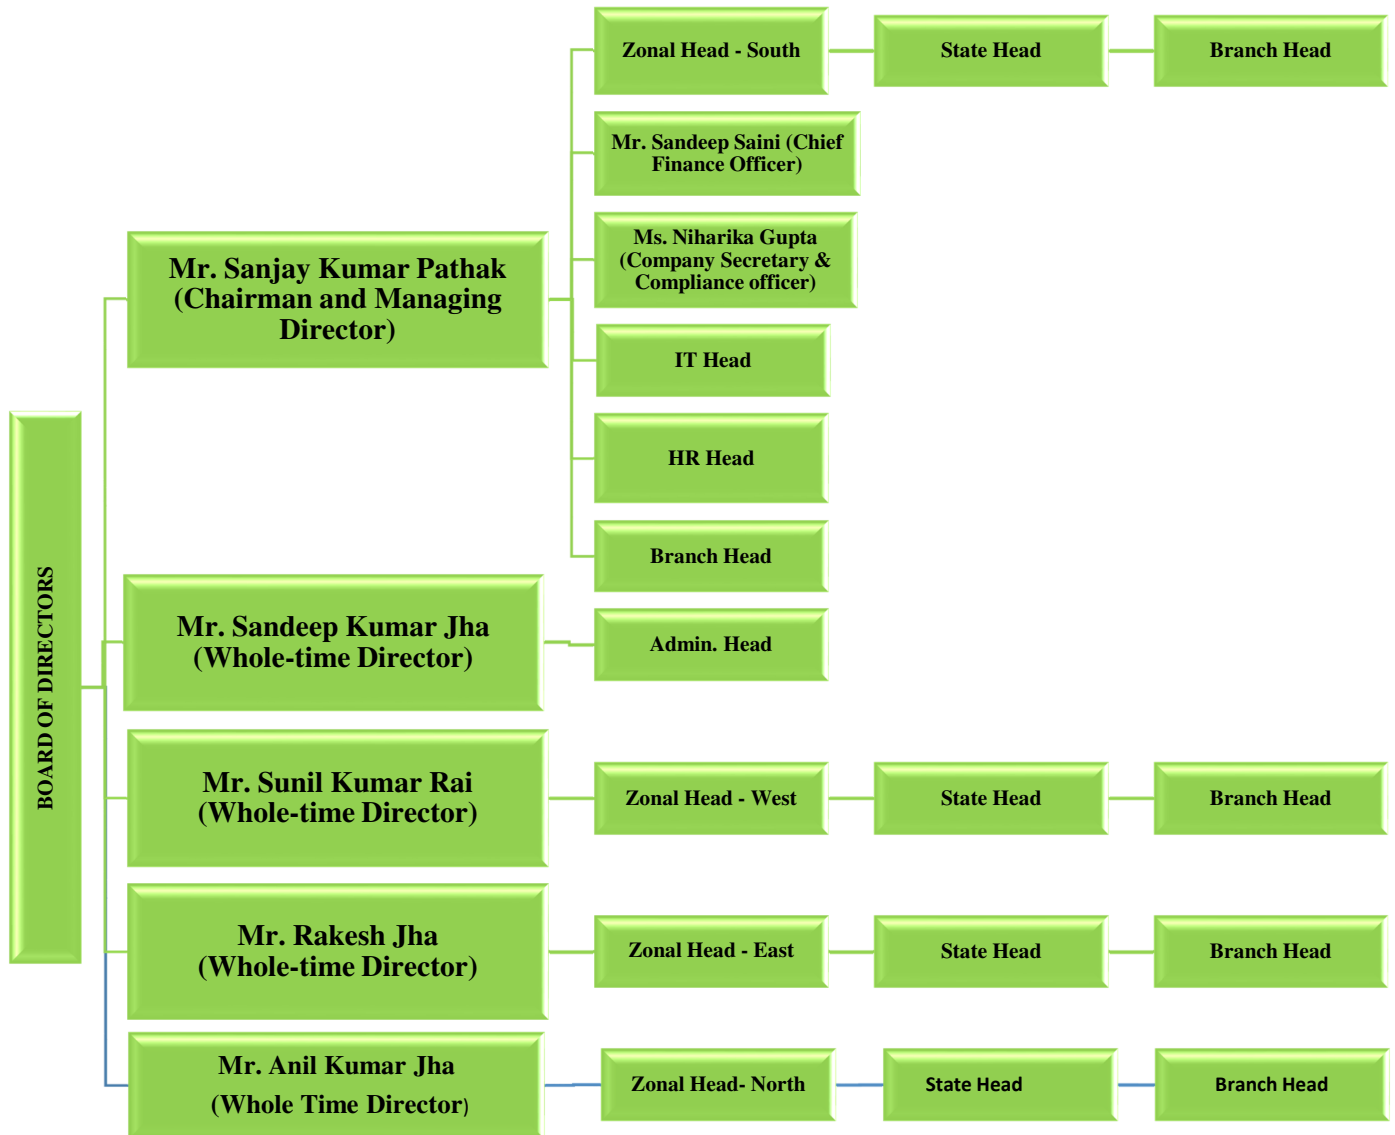 BOARD OF DIRECTORS
Mr. Sanjay Kumar Pathak
(Chairman and Managing
Director)
Zonal Head - South
State Head
Branch Head
Mr. Sandeep Saini (Chief
Finance Officer)
Ms. Niharika Gupta
(Company Secretary &
Compliance officer)
IT Head
HR Head
Branch Head
Mr. Sandeep Kumar Jha
(Whole-time Director)
Admin. Head
Mr. Sunil Kumar Rai
(Whole-time Director)
Zonal Head - West
State Head
Branch Head
Mr. Rakesh Jha
(Whole-time Director)
Zonal Head - East
State Head
Branch Head
Mr. Anil Kumar Jha
(Whole Time Director)
Zonal Head- North
State Head
Branch Head